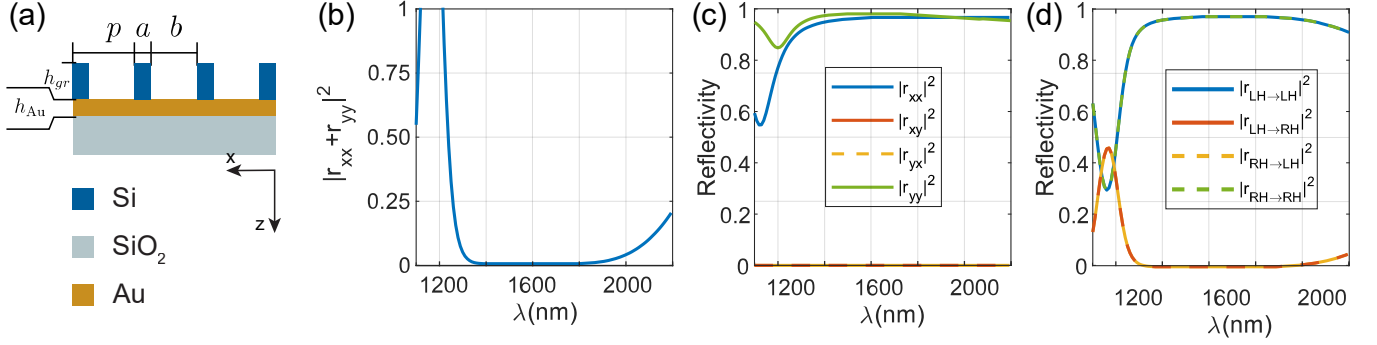 (a)
p a b
h_gr
h_Au
x
z
Si
SiO₂
Au
(b)
|r_xx+r_yy|²
1
0.75
0.50
0.25
0
1200 1600 2000
λ(nm)
(c)
Reflectivity
1
0.8
0.6
0.4
0.2
0
|r_xx|²
|r_xy|²
|r_yx|²
|r_yy|²
1200 1600 2000
λ(nm)
(d)
Reflectivity
1
0.8
0.6
0.4
0.2
0
|r_LH→LH|²
|r_LH→RH|²
|r_RH→LH|²
|r_RH→RH|²
1200 1600 2000
λ(nm)